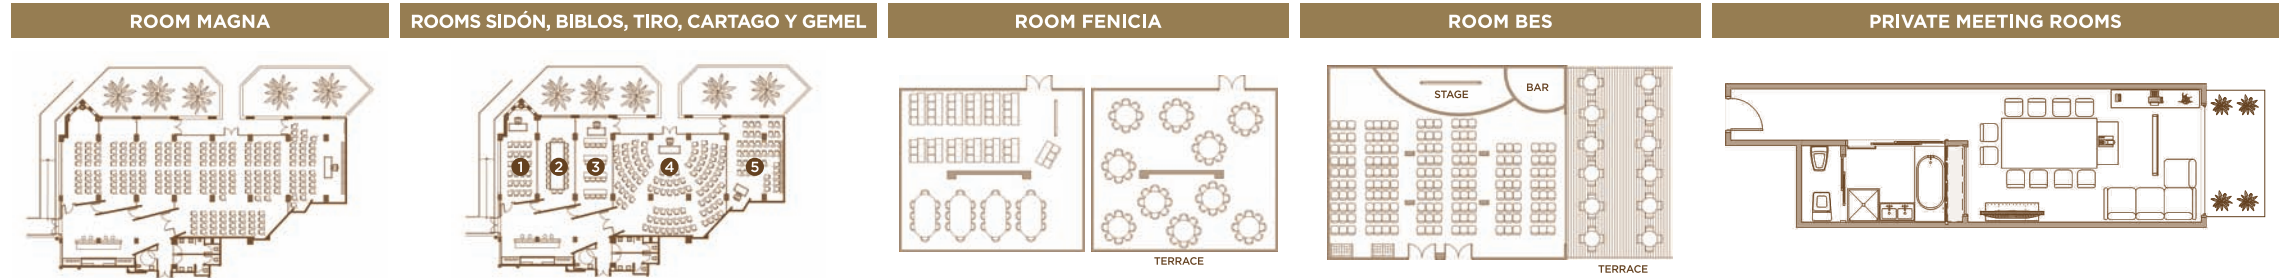 ROOM MAGNA
ROOMS SIDÓN, BIBLOS, TIRO, CARTAGO Y GEMEL
ROOM FENICIA
ROOM BES
PRIVATE MEETING ROOMS
1
2
3
4
5
TERRACE
STAGE
BAR
TERRACE